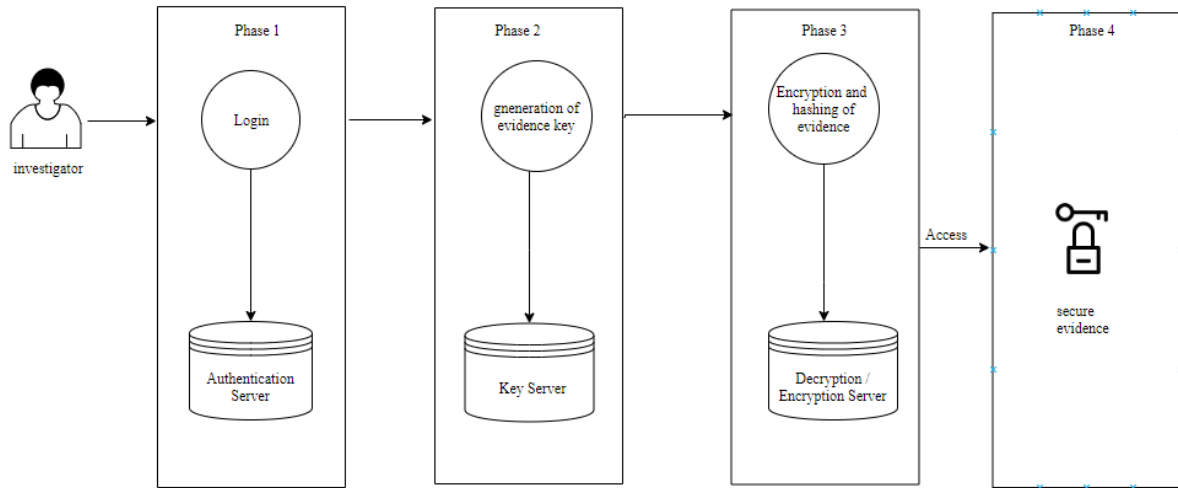 investigator
Phase 1
Login
Authentication
Server
Phase 2
gneneration of
evidence key
Key Server
Phase 3
Encryption and
hashing of
evidence
Decryption /
Encryption Server
Access
Phase 4
secure
evidence